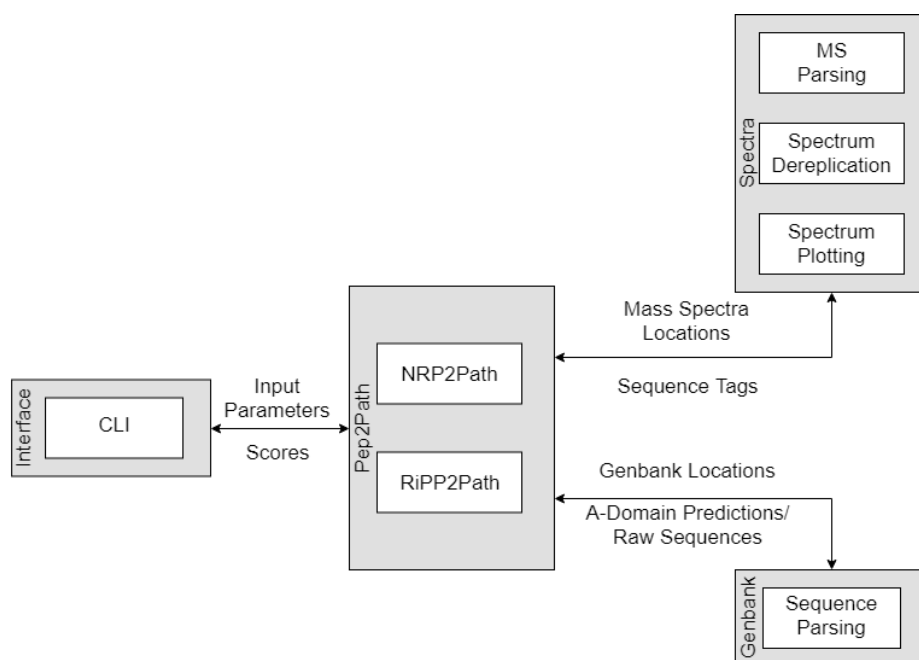 MS
Parsing
Spectra
Spectrum
Dereplication
Spectrum
Plotting
Mass Spectra
Locations
Sequence Tags
Pep2Path
NRP2Path
RiPP2Path
Interface
CLI
Input
Parameters
Scores
Genbank Locations
A-Domain Predictions/
Raw Sequences
Genbank
Sequence
Parsing